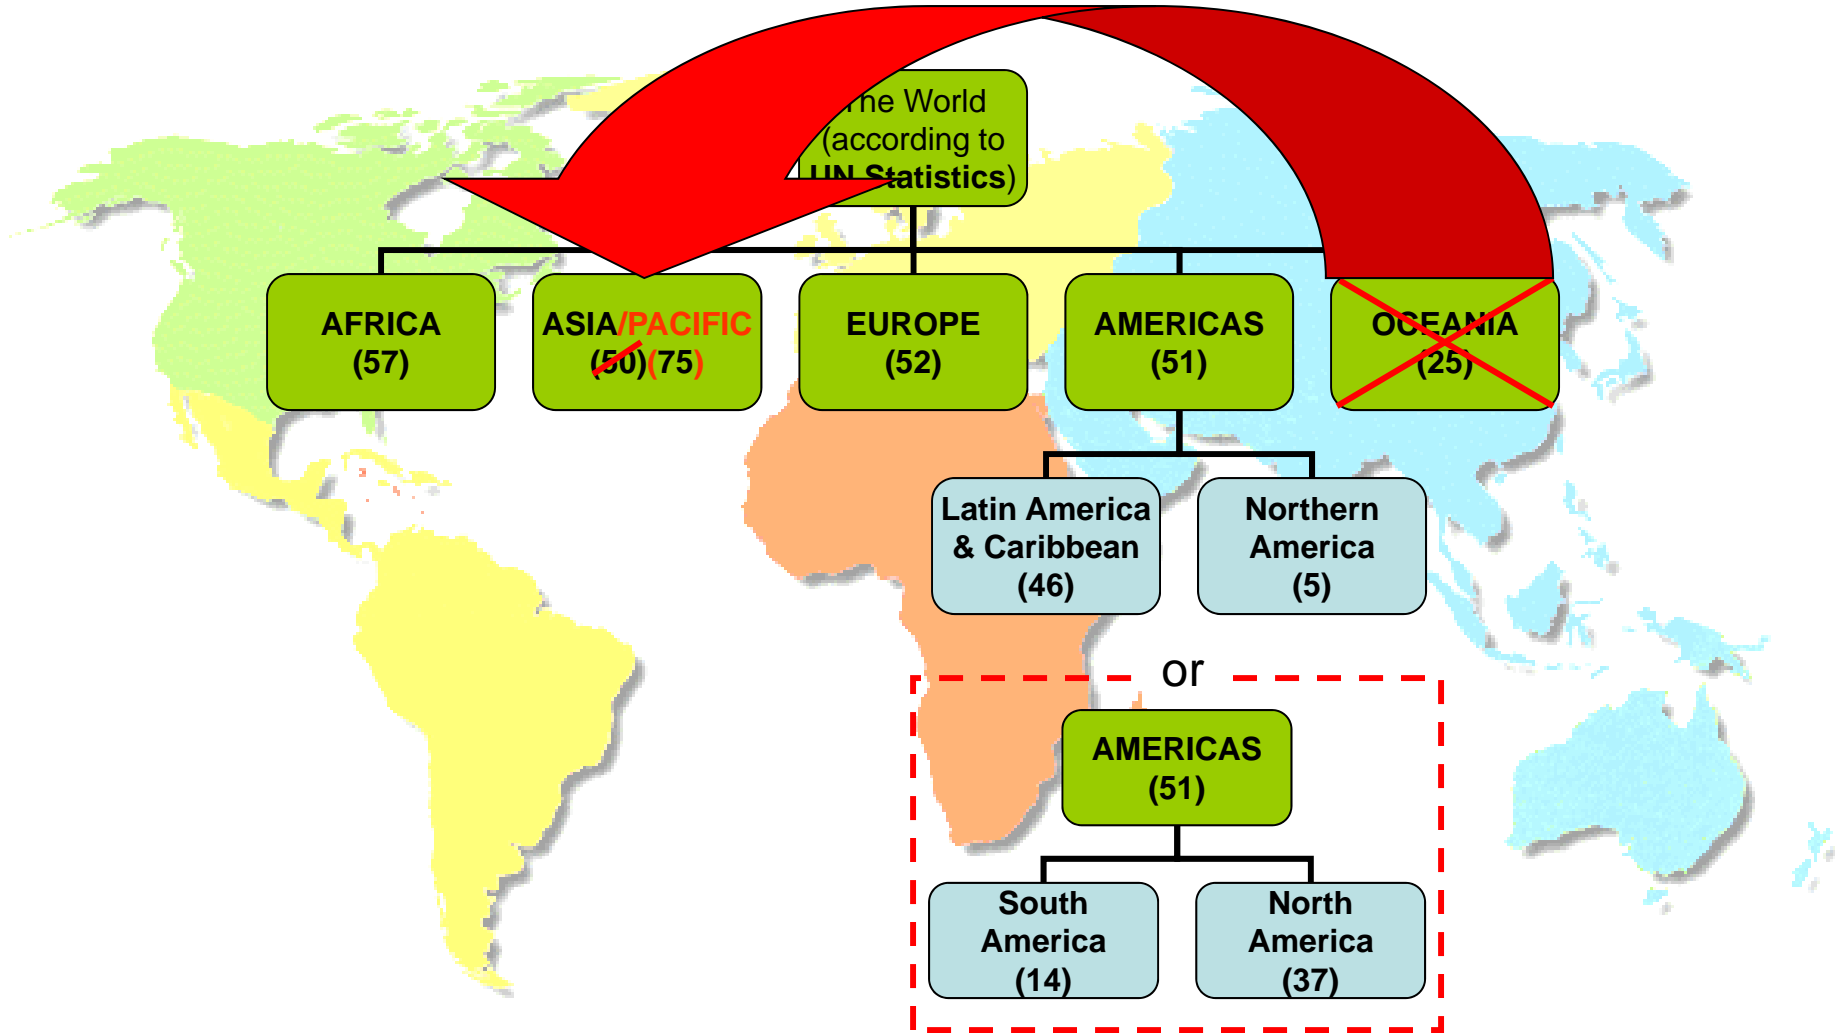 The World
(according to
UN Statistics)
AFRICA
(57)
ASIA/PACIFIC
(50)(75)
EUROPE
(52)
AMERICAS
(51)
OCEANIA
(25)
Latin America
& Caribbean
(46)
Northern
America
(5)
or
AMERICAS
(51)
South
America
(14)
North
America
(37)